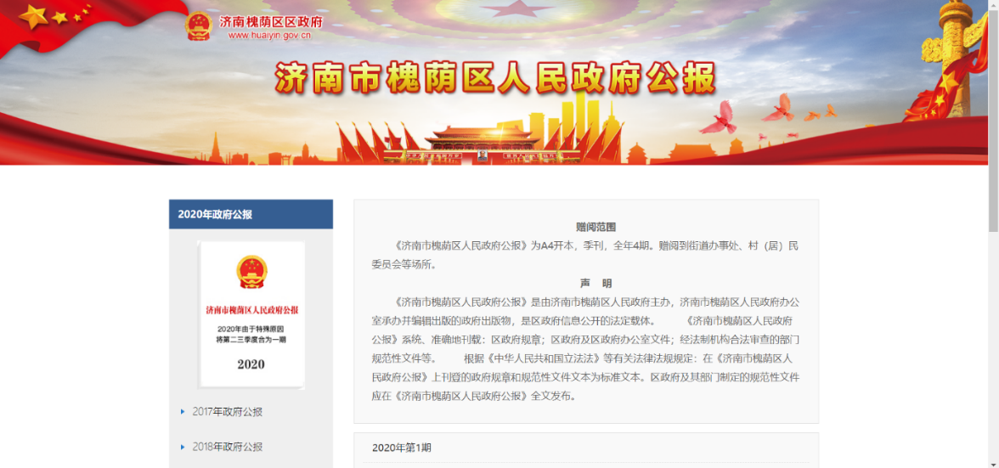 济南槐荫区区政府
www.huaiyin.gov.cn
济南市槐荫区人民政府公报
2020年政府公报
济南市槐荫区人民政府公报
2020年由于特殊原因
将第二三季度合为一期
2020
2017年政府公报
2018年政府公报
赠阅范围
《济南市槐荫区人民政府公报》为A4开本，季刊，全年4期。赠阅到街道办事处、村（居）民
委员会等场所。
声 明
《济南市槐荫区人民政府公报》是由济南市槐荫区人民政府主办，济南市槐荫区人民政府办公
室承办并编辑出版的政府出版物，是区政府信息公开的法定载体。 《济南市槐荫区人民政府
公报》系统、准确地刊载：区政府规章；区政府及区政府办公室文件；经法制机构合法审查的部门
规范性文件等。 根据《中华人民共和国立法法》等有关法律法规规定：在《济南市槐荫区人
民政府公报》上刊登的政府规章和规范性文件文本为标准文本。区政府及其部门制定的规范性文件
应在《济南市槐荫区人民政府公报》全文发布。
2020年第1期